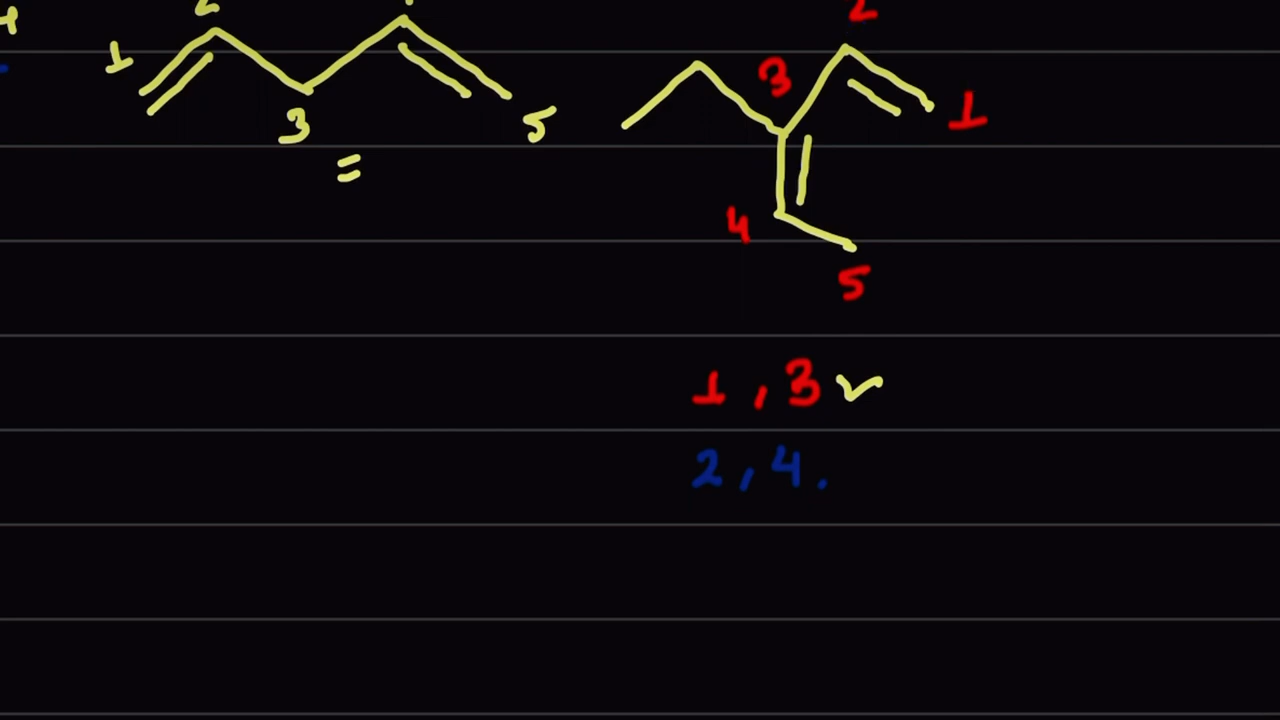 1 2 3 5
=
3 2 1
4
5
1 , 3 ✓
2 , 4 .